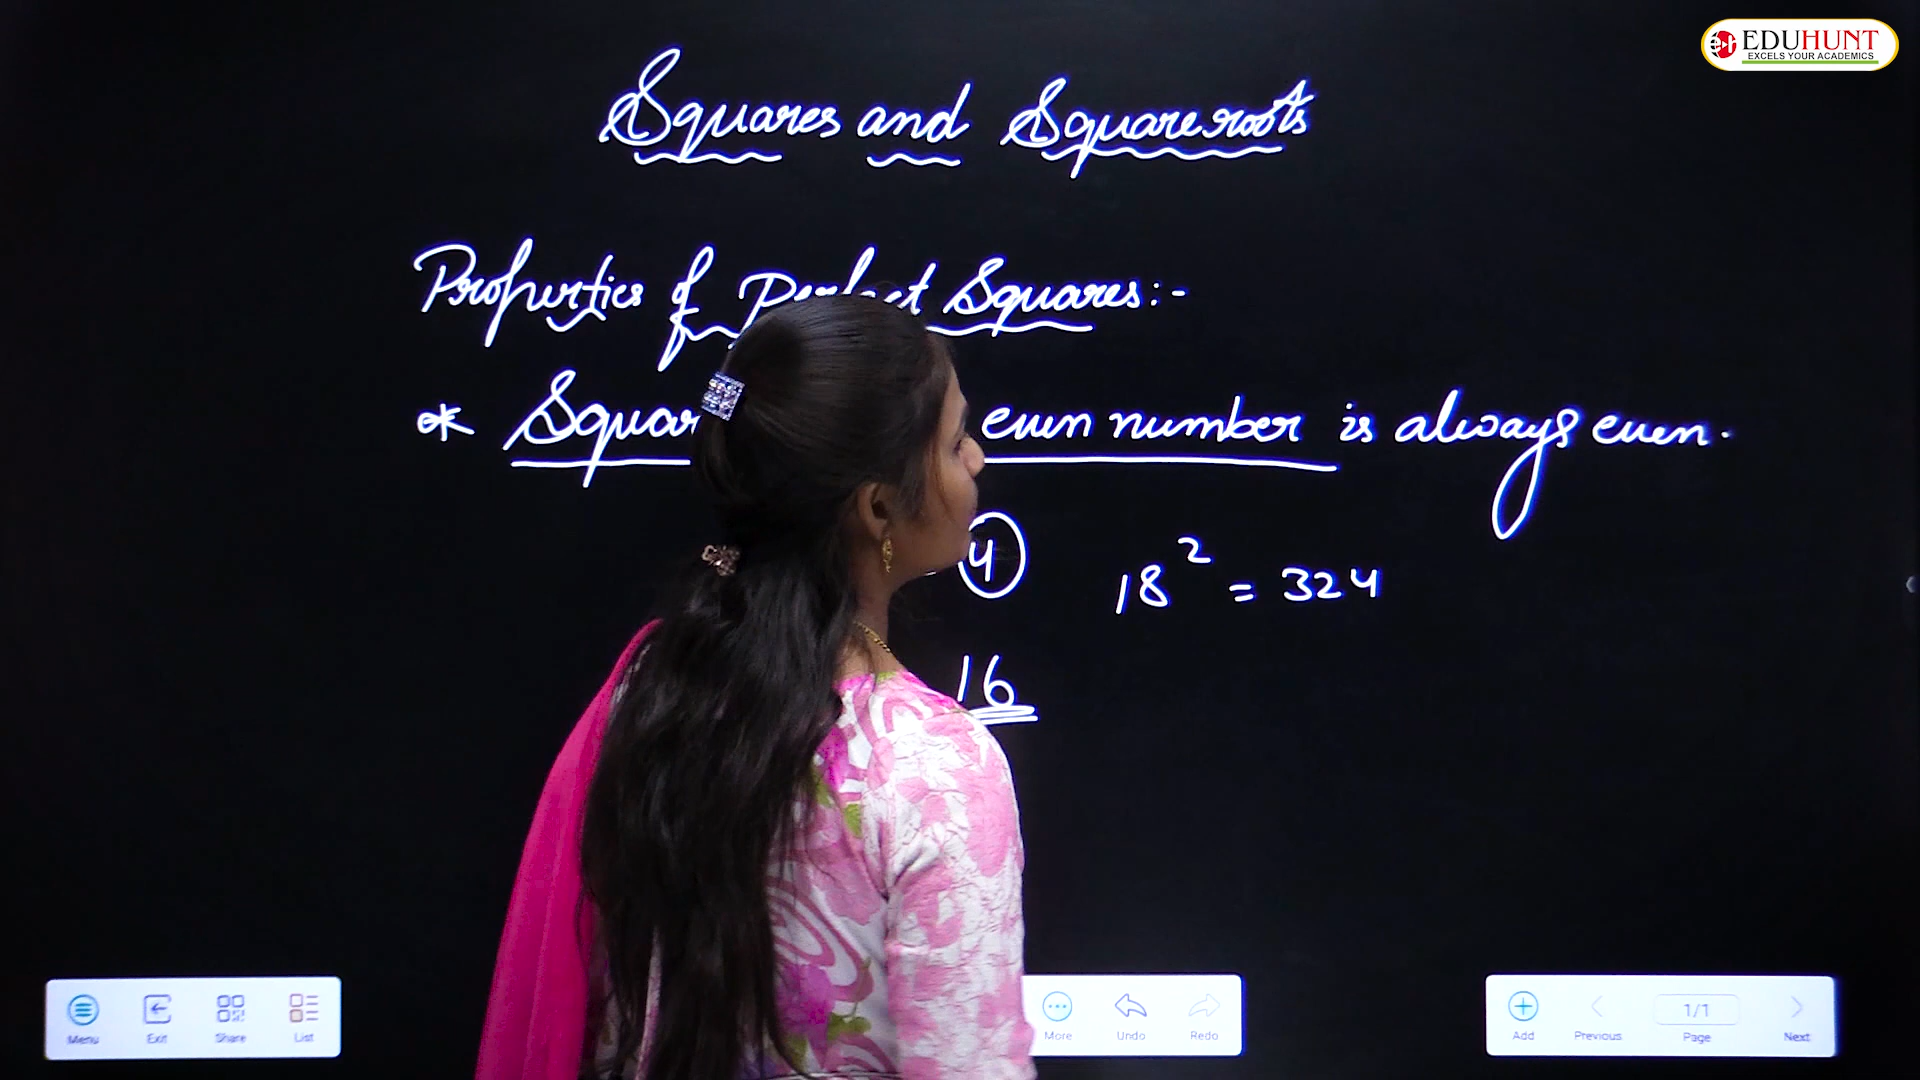 EDUHUNT
EXCELS YOUR ACADEMICS
Squares and Squareroots
Properties of Perfect Squares:-
* Squar even number is always even.
4 18² = 324
16
Menu Exit Share List More Undo Redo Add Previous 1/1 Page Next